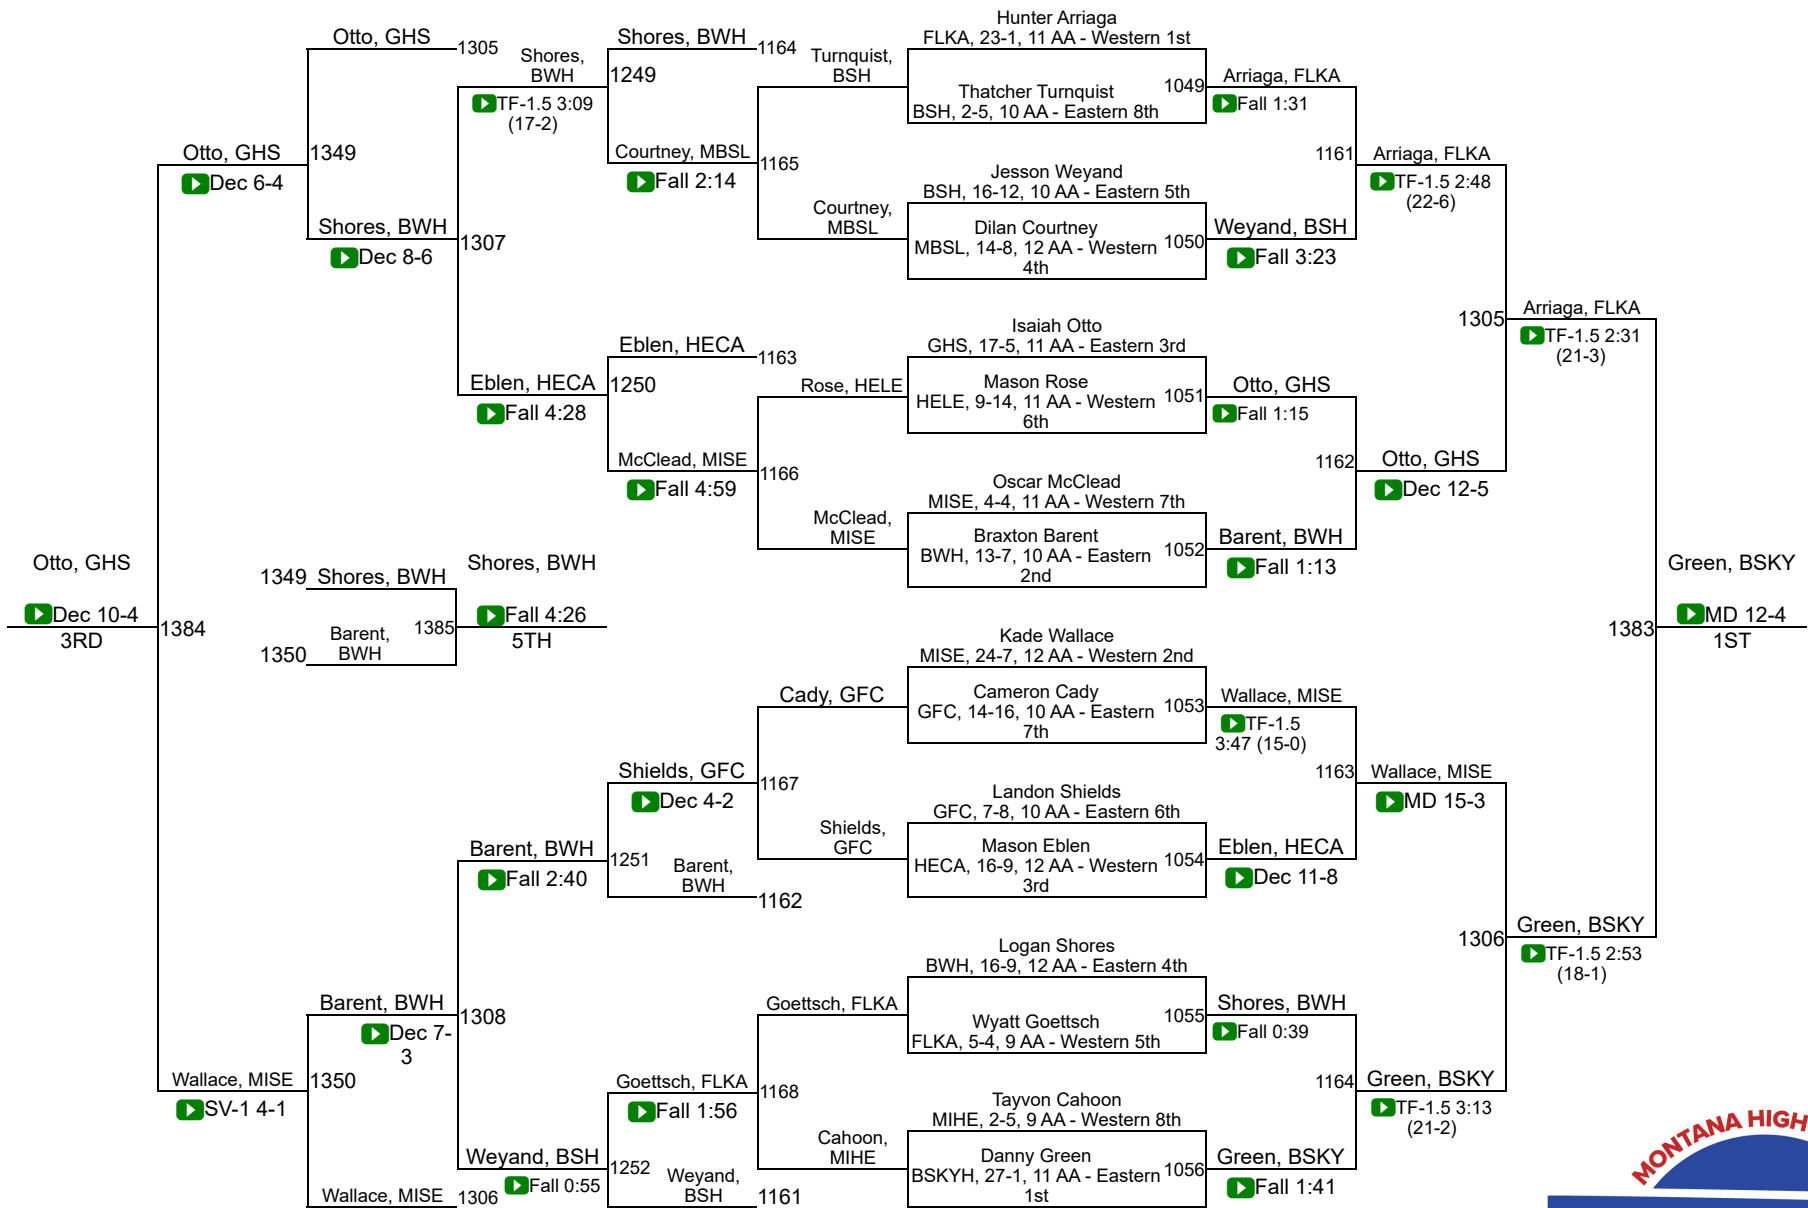 Hunter Arriaga
Otto, GHS
1305
Shores,
BWH
TF-1.5 3:09
(17-2)
Shores, BWH
1164
1249
Turnquist,
BSH
FLKA, 23-1, 11 AA - Western 1st
Thatcher Turnquist
BSH, 2-5, 10 AA - Eastern 8th
1049
Arriaga, FLKA
Fall 1:31
Otto, GHS
Dec 6-4
1349
Courtney, MBSL
Fall 2:14
1165
Jesson Weyand
BSH, 16-12, 10 AA - Eastern 5th
1161
Arriaga, FLKA
TF-1.5 2:48
(22-6)
Shores, BWH
Dec 8-6
1307
Courtney,
MBSL
Dilan Courtney
MBSL, 14-8, 12 AA - Western
4th
1050
Weyand, BSH
Fall 3:23
Eblen, HECA
1163
Isaiah Otto
GHS, 17-5, 11 AA - Eastern 3rd
1305
Arriaga, FLKA
TF-1.5 2:31
(21-3)
Eblen, HECA
Fall 4:28
1250
Rose, HELE
Mason Rose
HELE, 9-14, 11 AA - Western
6th
1051
Otto, GHS
Fall 1:15
McClead, MISE
Fall 4:59
1166
Oscar McClead
MISE, 4-4, 11 AA - Western 7th
1162
Otto, GHS
Dec 12-5
McClead,
MISE
Braxton Barent
BWH, 13-7, 10 AA - Eastern
2nd
1052
Barent, BWH
Fall 1:13
Otto, GHS
Dec 10-4
3RD
1384
1349
Shores, BWH
1350
Barent,
BWH
1385
Shores, BWH
Fall 4:26
5TH
1383
Green, BSKY
MD 12-4
1ST
Kade Wallace
MISE, 24-7, 12 AA - Western 2nd
Cady, GFC
Cameron Cady
GFC, 14-16, 10 AA - Eastern
7th
1053
Wallace, MISE
TF-1.5
3:47 (15-0)
Shields, GFC
Dec 4-2
1167
Landon Shields
GFC, 7-8, 10 AA - Eastern 6th
1163
Wallace, MISE
MD 15-3
Barent, BWH
Fall 2:40
1251
Barent,
BWH
1162
Shields,
GFC
Mason Eblen
HECA, 16-9, 12 AA - Western
3rd
1054
Eblen, HECA
Dec 11-8
Logan Shores
BWH, 16-9, 12 AA - Eastern 4th
1306
Green, BSKY
TF-1.5 2:53
(18-1)
Barent, BWH
Dec 7-
3
1308
Goettsch, FLKA
Wyatt Goettsch
FLKA, 5-4, 9 AA - Western 5th
1055
Shores, BWH
Fall 0:39
Wallace, MISE
SV-1 4-1
1350
Goettsch, FLKA
Fall 1:56
1168
Tayvon Cahoon
MIHE, 2-5, 9 AA - Western 8th
1164
Green, BSKY
TF-1.5 3:13
(21-2)
Wallace, MISE
1306
Weyand, BSH
Fall 0:55
1252
Weyand,
BSH
1161
Cahoon,
MIHE
Danny Green
BSKYH, 27-1, 11 AA - Eastern
1st
1056
Green, BSKY
Fall 1:41
MONTANA HIGH